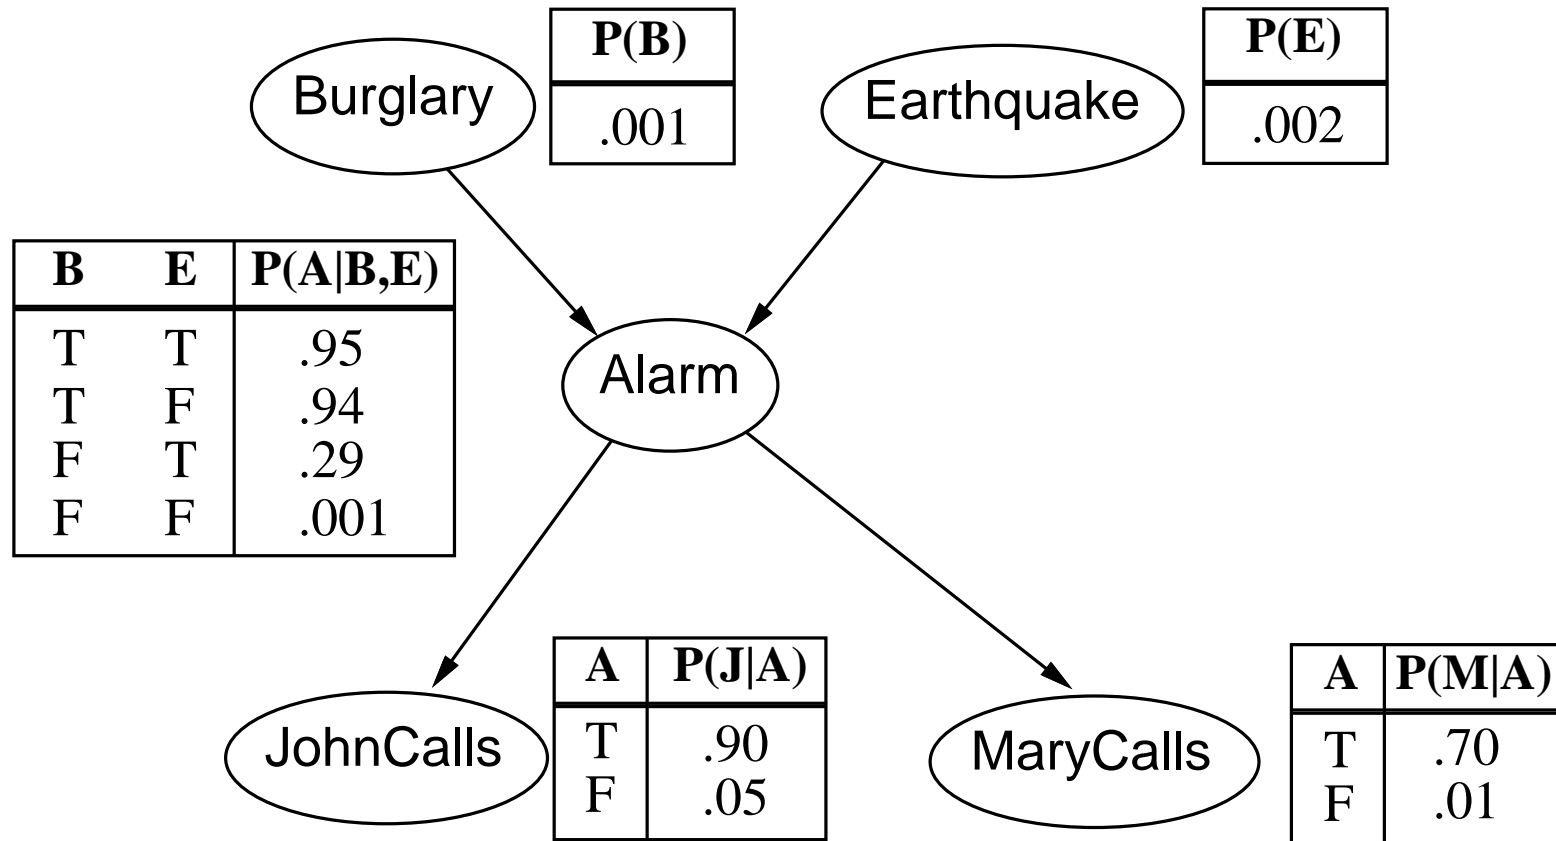 Burglary
P(B)
.001
Earthquake
P(E)
.002
B E P(A|B,E)
T T .95
T F .94
F T .29
F F .001
Alarm
JohnCalls
A P(J|A)
T .90
F .05
MaryCalls
A P(M|A)
T .70
F .01